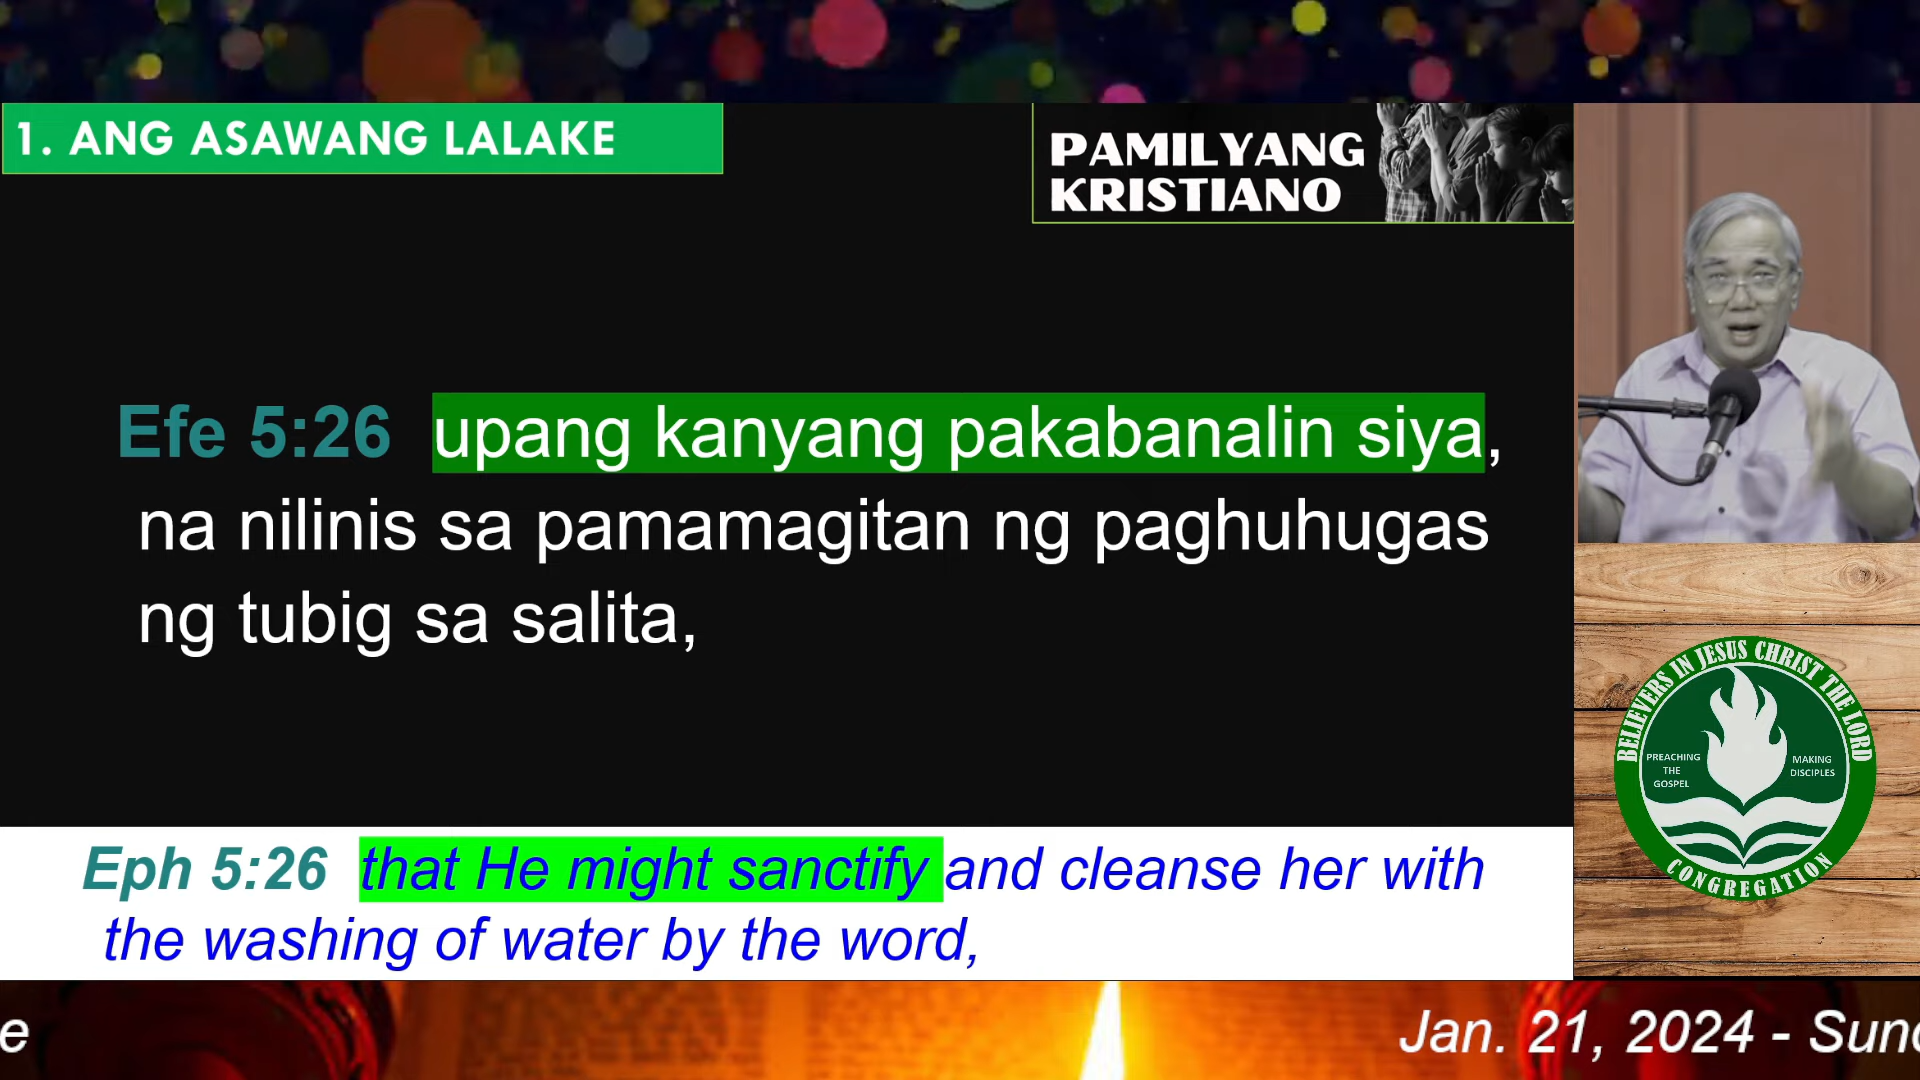 1. ANG ASAWANG LALAKE
PAMILYANG
KRISTIANO
Efe 5:26 upang kanyang pakabanalin siya,
na nilinis sa pamamagitan ng paghuhugas
ng tubig sa salita,
Eph 5:26 that He might sanctify and cleanse her with
the washing of water by the word,
BELIEVERS IN JESUS CHRIST THE LORD
PREACHING
THE
GOSPEL
MAKING
DISCIPLES
CONGREGATION
Jan. 21, 2024 -